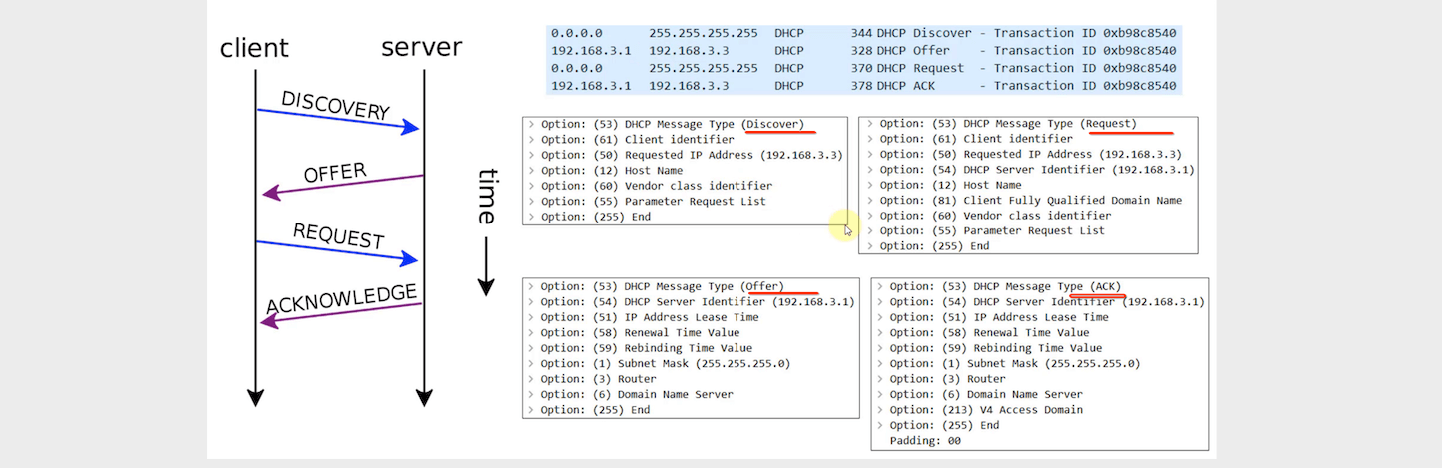 client
server
DISCOVERY
OFFER
REQUEST
ACKNOWLEDGE
time
0.0.0.0 255.255.255.255 DHCP 344 DHCP Discover - Transaction ID 0xb98c8540
192.168.3.1 192.168.3.3 DHCP 328 DHCP Offer - Transaction ID 0xb98c8540
0.0.0.0 255.255.255.255 DHCP 370 DHCP Request - Transaction ID 0xb98c8540
192.168.3.1 192.168.3.3 DHCP 378 DHCP ACK - Transaction ID 0xb98c8540
> Option: (53) DHCP Message Type (Discover)
> Option: (61) Client identifier
> Option: (50) Requested IP Address (192.168.3.3)
> Option: (12) Host Name
> Option: (60) Vendor class identifier
> Option: (55) Parameter Request List
> Option: (255) End
> Option: (53) DHCP Message Type (Request)
> Option: (61) Client identifier
> Option: (50) Requested IP Address (192.168.3.3)
> Option: (54) DHCP Server Identifier (192.168.3.1)
> Option: (12) Host Name
> Option: (81) Client Fully Qualified Domain Name
> Option: (60) Vendor class identifier
> Option: (55) Parameter Request List
> Option: (255) End
> Option: (53) DHCP Message Type (Offer)
> Option: (54) DHCP Server Identifier (192.168.3.1)
> Option: (51) IP Address Lease Time
> Option: (58) Renewal Time Value
> Option: (59) Rebinding Time Value
> Option: (1) Subnet Mask (255.255.255.0)
> Option: (3) Router
> Option: (6) Domain Name Server
> Option: (255) End
> Option: (53) DHCP Message Type (ACK)
> Option: (54) DHCP Server Identifier (192.168.3.1)
> Option: (51) IP Address Lease Time
> Option: (58) Renewal Time Value
> Option: (59) Rebinding Time Value
> Option: (1) Subnet Mask (255.255.255.0)
> Option: (3) Router
> Option: (6) Domain Name Server
> Option: (213) V4 Access Domain
> Option: (255) End
Padding: 00